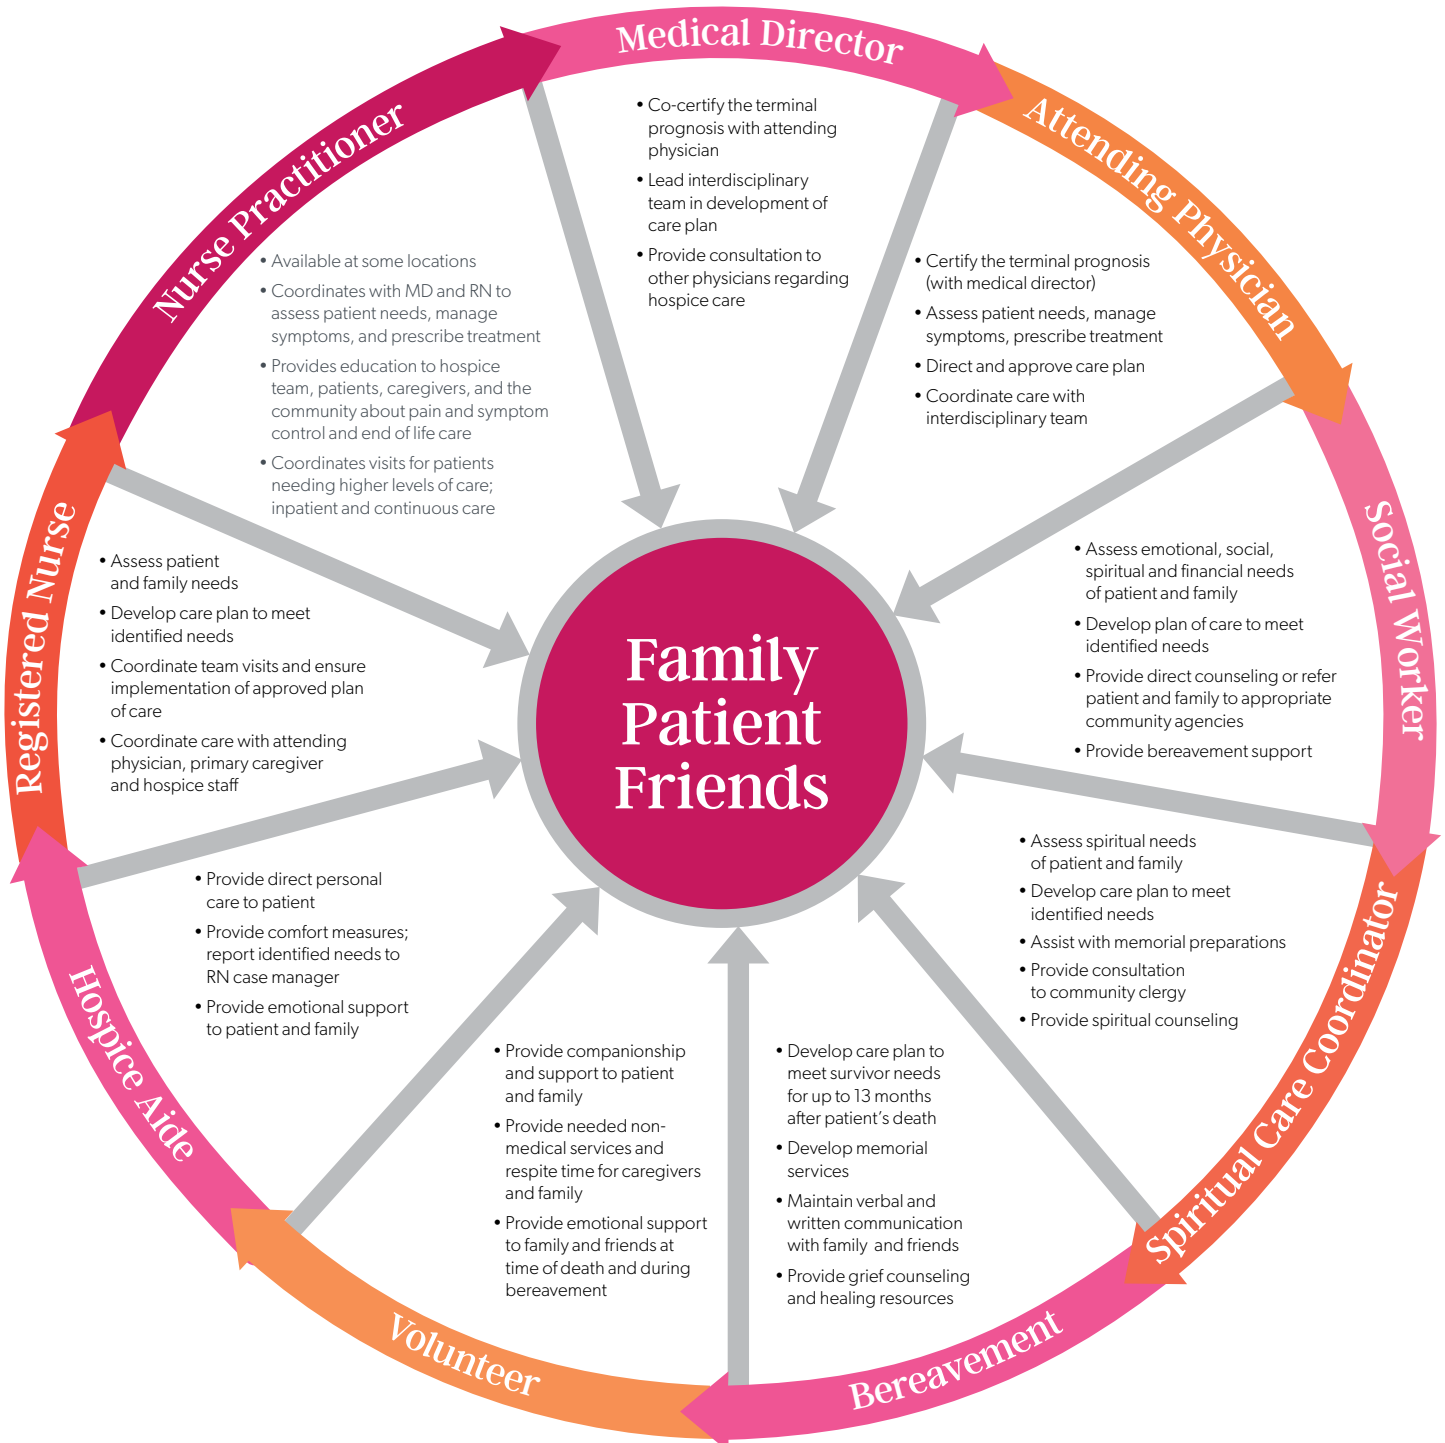 Medical Director
• Co-certify the terminal
prognosis with attending
physician
• Lead interdisciplinary
team in development of
care plan
• Provide consultation to
other physicians regarding
hospice care
Attending Physician
• Certify the terminal prognosis
(with medical director)
• Assess patient needs, manage
symptoms, prescribe treatment
• Direct and approve care plan
• Coordinate care with
interdisciplinary team
Social Worker
• Assess emotional, social,
spiritual and financial needs
of patient and family
• Develop plan of care to meet
identified needs
• Provide direct counseling or refer
patient and family to appropriate
community agencies
• Provide bereavement support
Spiritual Care Coordinator
• Assess spiritual needs
of patient and family
• Develop care plan to meet
identified needs
• Assist with memorial preparations
• Provide consultation
to community clergy
• Provide spiritual counseling
Bereavement
• Develop care plan to
meet survivor needs
for up to 13 months
after patient’s death
• Develop memorial
services
• Maintain verbal and
written communication
with family and friends
• Provide grief counseling
and healing resources
Volunteer
• Provide companionship
and support to patient
and family
• Provide needed non-
medical services and
respite time for caregivers
and family
• Provide emotional support
to family and friends at
time of death and during
bereavement
Hospice Aide
• Provide direct personal
care to patient
• Provide comfort measures;
report identified needs to
RN case manager
• Provide emotional support
to patient and family
Registered Nurse
• Assess patient
and family needs
• Develop care plan to meet
identified needs
• Coordinate team visits and ensure
implementation of approved plan
of care
• Coordinate care with attending
physician, primary caregiver
and hospice staff
Nurse Practitioner
• Available at some locations
• Coordinates with MD and RN to
assess patient needs, manage
symptoms, and prescribe treatment
• Provides education to hospice
team, patients, caregivers, and the
community about pain and symptom
control and end of life care
• Coordinates visits for patients
needing higher levels of care;
inpatient and continuous care
Family
Patient
Friends